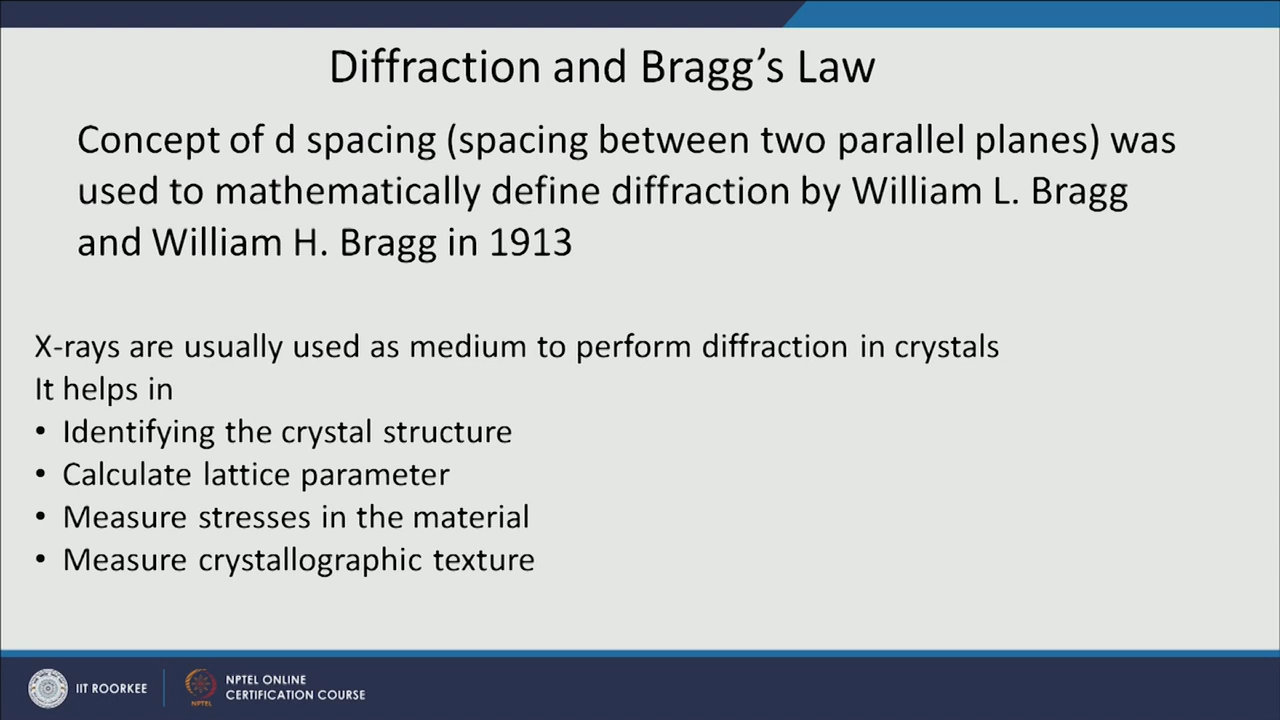 Diffraction and Bragg’s Law
Concept of d spacing (spacing between two parallel planes) was
used to mathematically define diffraction by William L. Bragg
and William H. Bragg in 1913
X-rays are usually used as medium to perform diffraction in crystals
It helps in
• Identifying the crystal structure
• Calculate lattice parameter
• Measure stresses in the material
• Measure crystallographic texture
IIT ROORKEE
NPTEL
NPTEL ONLINE
CERTIFICATION COURSE